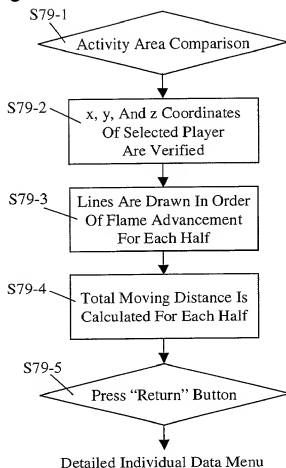 S79-1
Activity Area Comparison
S79-2
x, y, And z Coordinates
Of Selected Player
Are Verified
S79-3
Lines Are Drawn In Order
Of Flame Advancement
For Each Half
S79-4
Total Moving Distance Is
Calculated For Each Half
S79-5
Press “Return” Button
Detailed Individual Data Menu